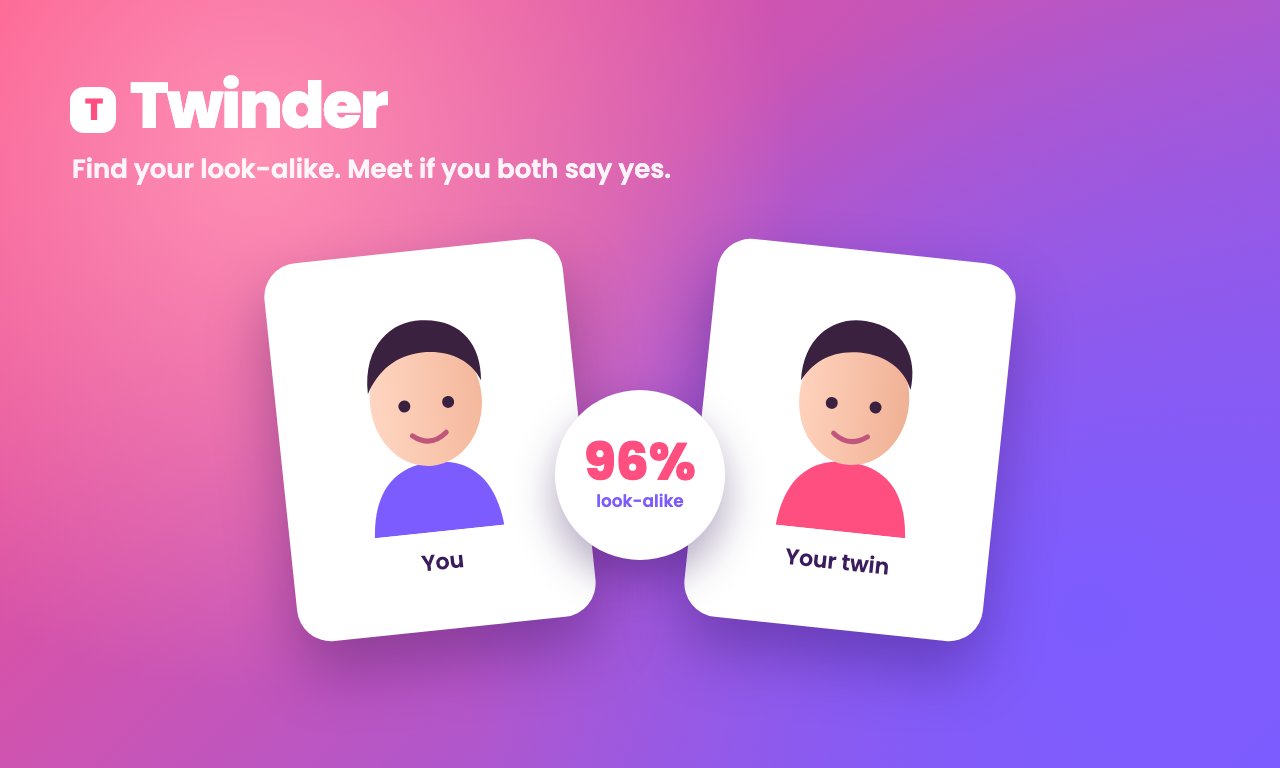 T Twinder
Find your look-alike. Meet if you both say yes.
96%
look-alike
You
Your twin